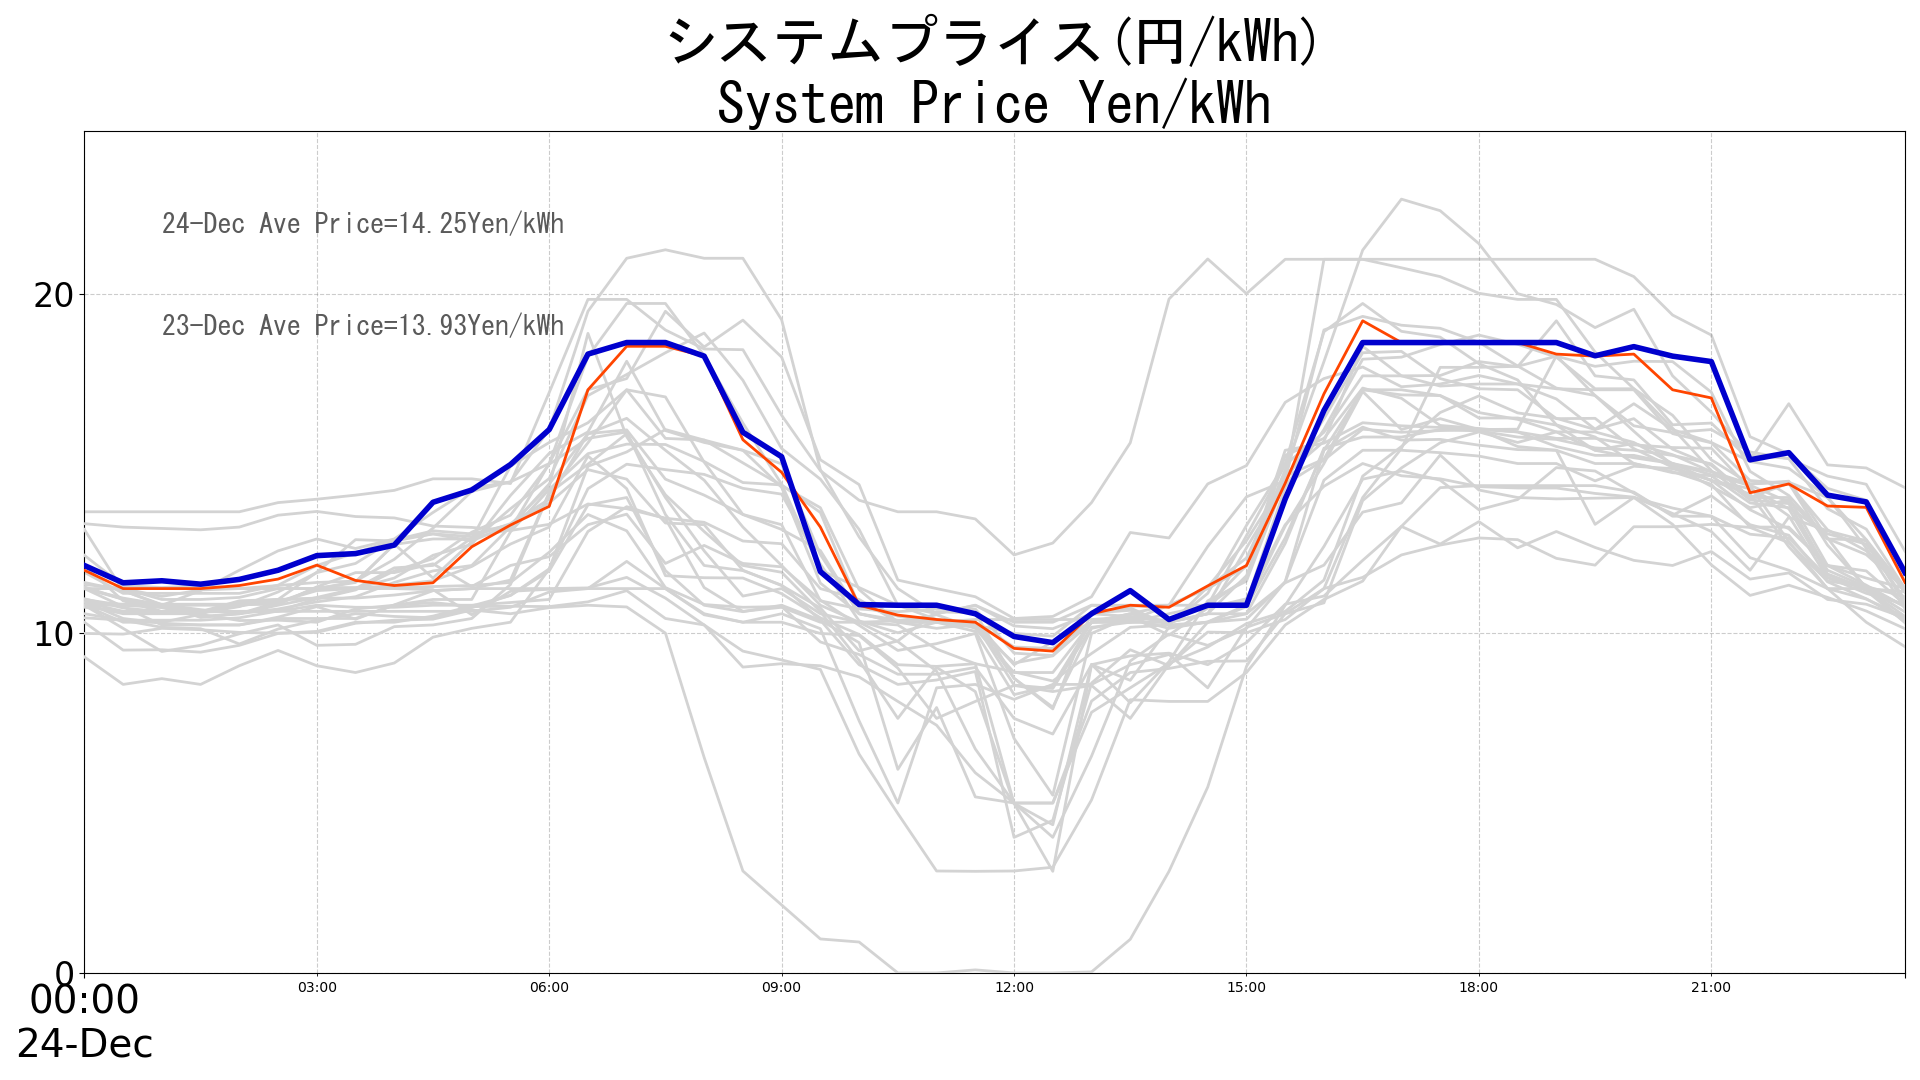 システムプライス(円/kWh)
System Price Yen/kWh
24-Dec Ave Price=14.25Yen/kWh
20
23-Dec Ave Price=13.93Yen/kWh
10
0
00:00 03:00 06:00 09:00 12:00 15:00 18:00 21:00
24-Dec